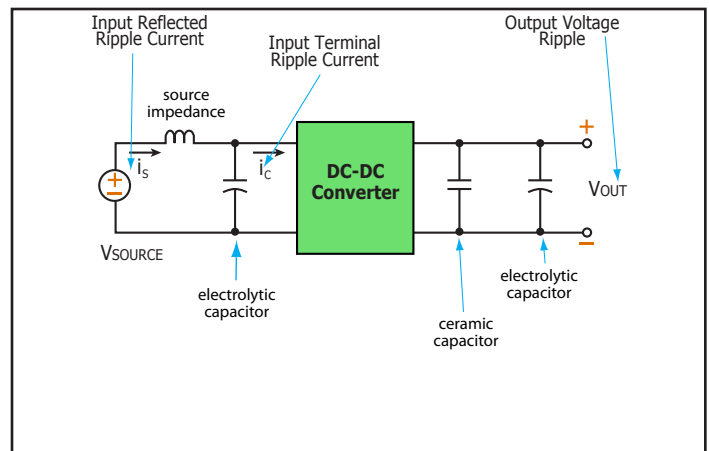 Input Reflected
Ripple Current
Input Terminal
Ripple Current
Output Voltage
Ripple
source
impedance
iS
iC
DC-DC
Converter
+
−
+
−
VOUT
VSOURCE
electrolytic
capacitor
ceramic
capacitor
electrolytic
capacitor